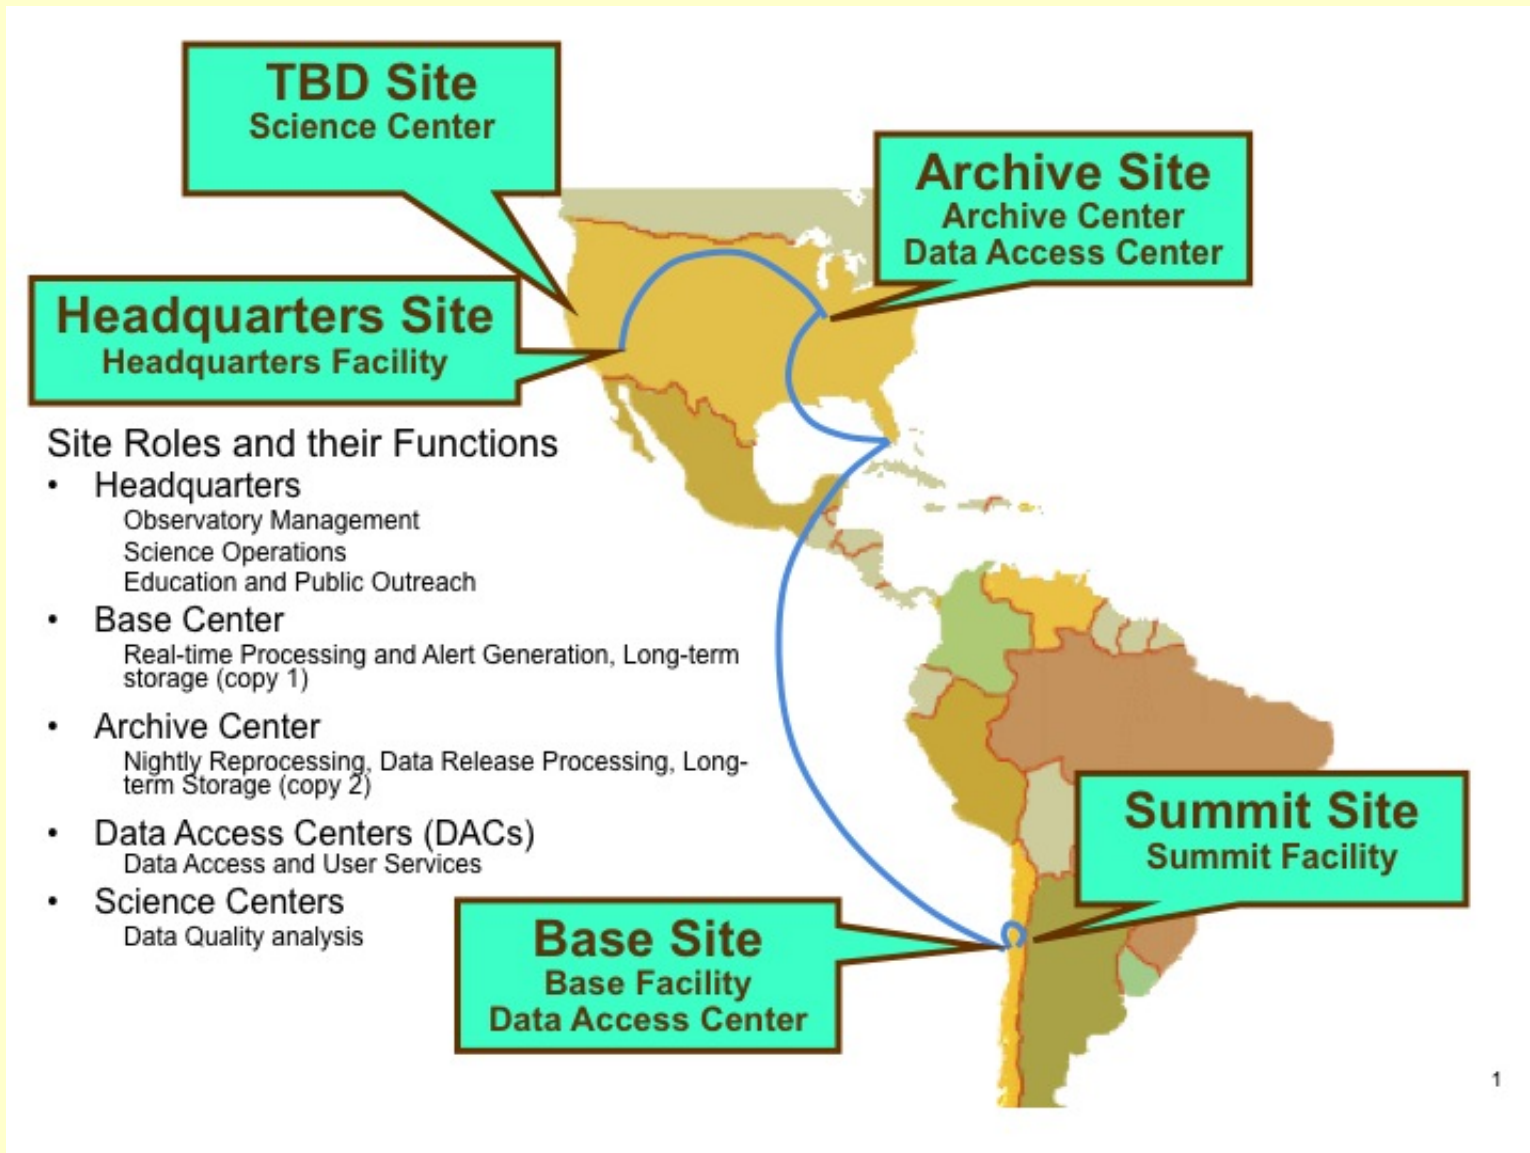 TBD Site
Science Center
Archive Site
Archive Center
Data Access Center
Headquarters Site
Headquarters Facility
Site Roles and their Functions
• Headquarters
Observatory Management
Science Operations
Education and Public Outreach
• Base Center
Real-time Processing and Alert Generation, Long-term
storage (copy 1)
• Archive Center
Nightly Reprocessing, Data Release Processing, Long-
term Storage (copy 2)
• Data Access Centers (DACs)
Data Access and User Services
• Science Centers
Data Quality analysis
Summit Site
Summit Facility
Base Site
Base Facility
Data Access Center
1